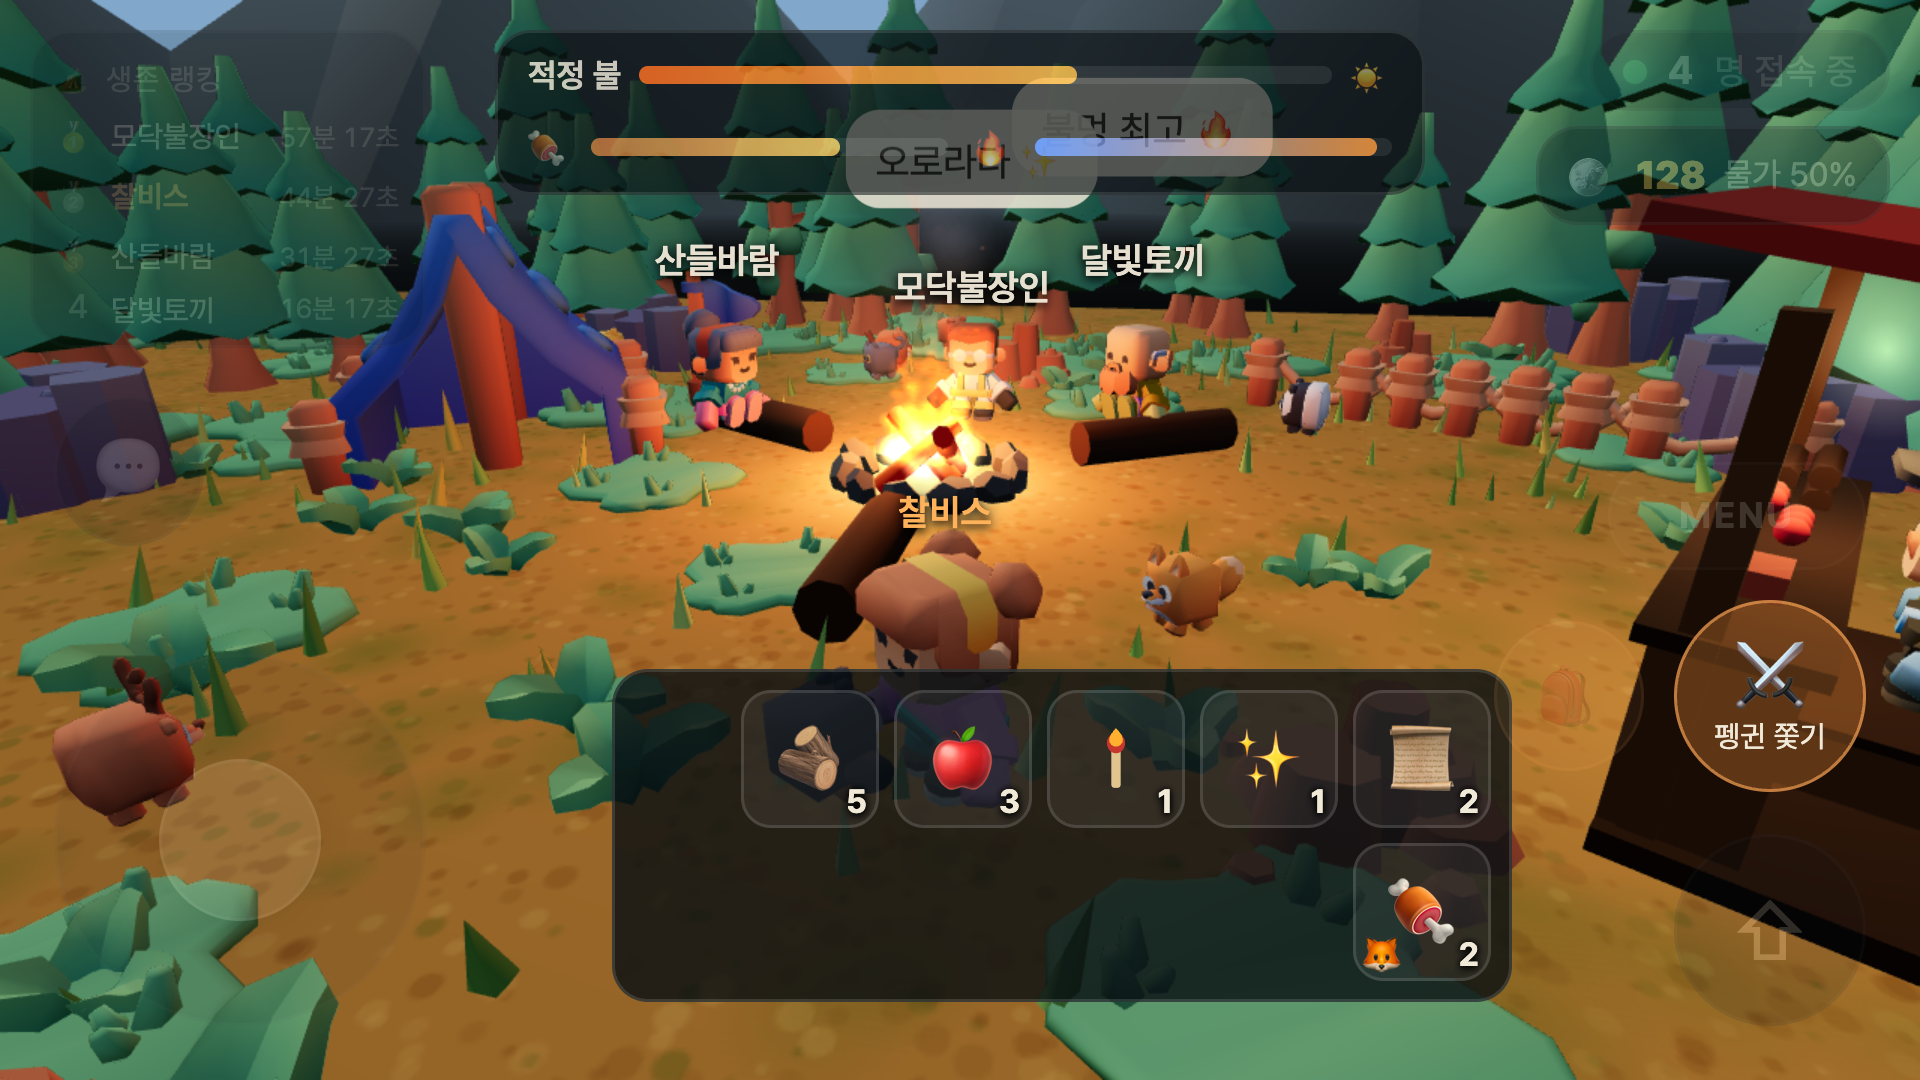 생존 랭킹
모닥불장인 57분 17초
찰비스 44분 27초
산들바람 31분 27초
4 달빛토끼 16분 17초
적정 불
불멍 최고 🔥
오로라다 ✨
4 명 접속 중
128 물가 50%
산들바람
모닥불장인
달빛토끼
찰비스
MENU
펭귄 쫓기
5
3
1
1
2
2